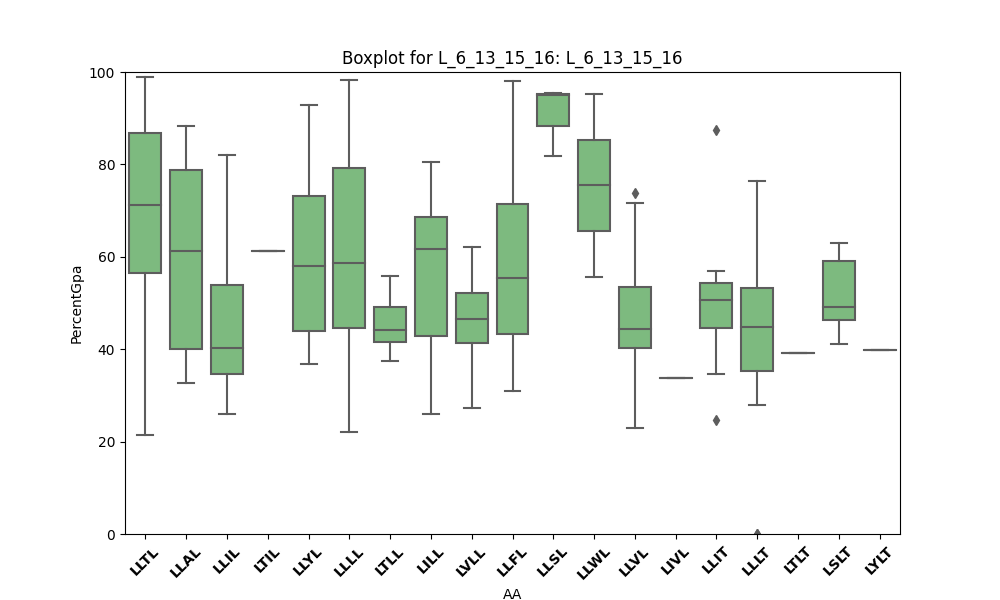 Boxplot for L_6_13_15_16: L_6_13_15_16
100
80
60
40
20
0
PercentGpa
LLTL LLAL LLIL LTIL LLYL LLLL LTLL LILL LVLL LLFL LLSL LLWL LLVL LIVL LLIT LLLT LTLT LSLT LYLT
AA